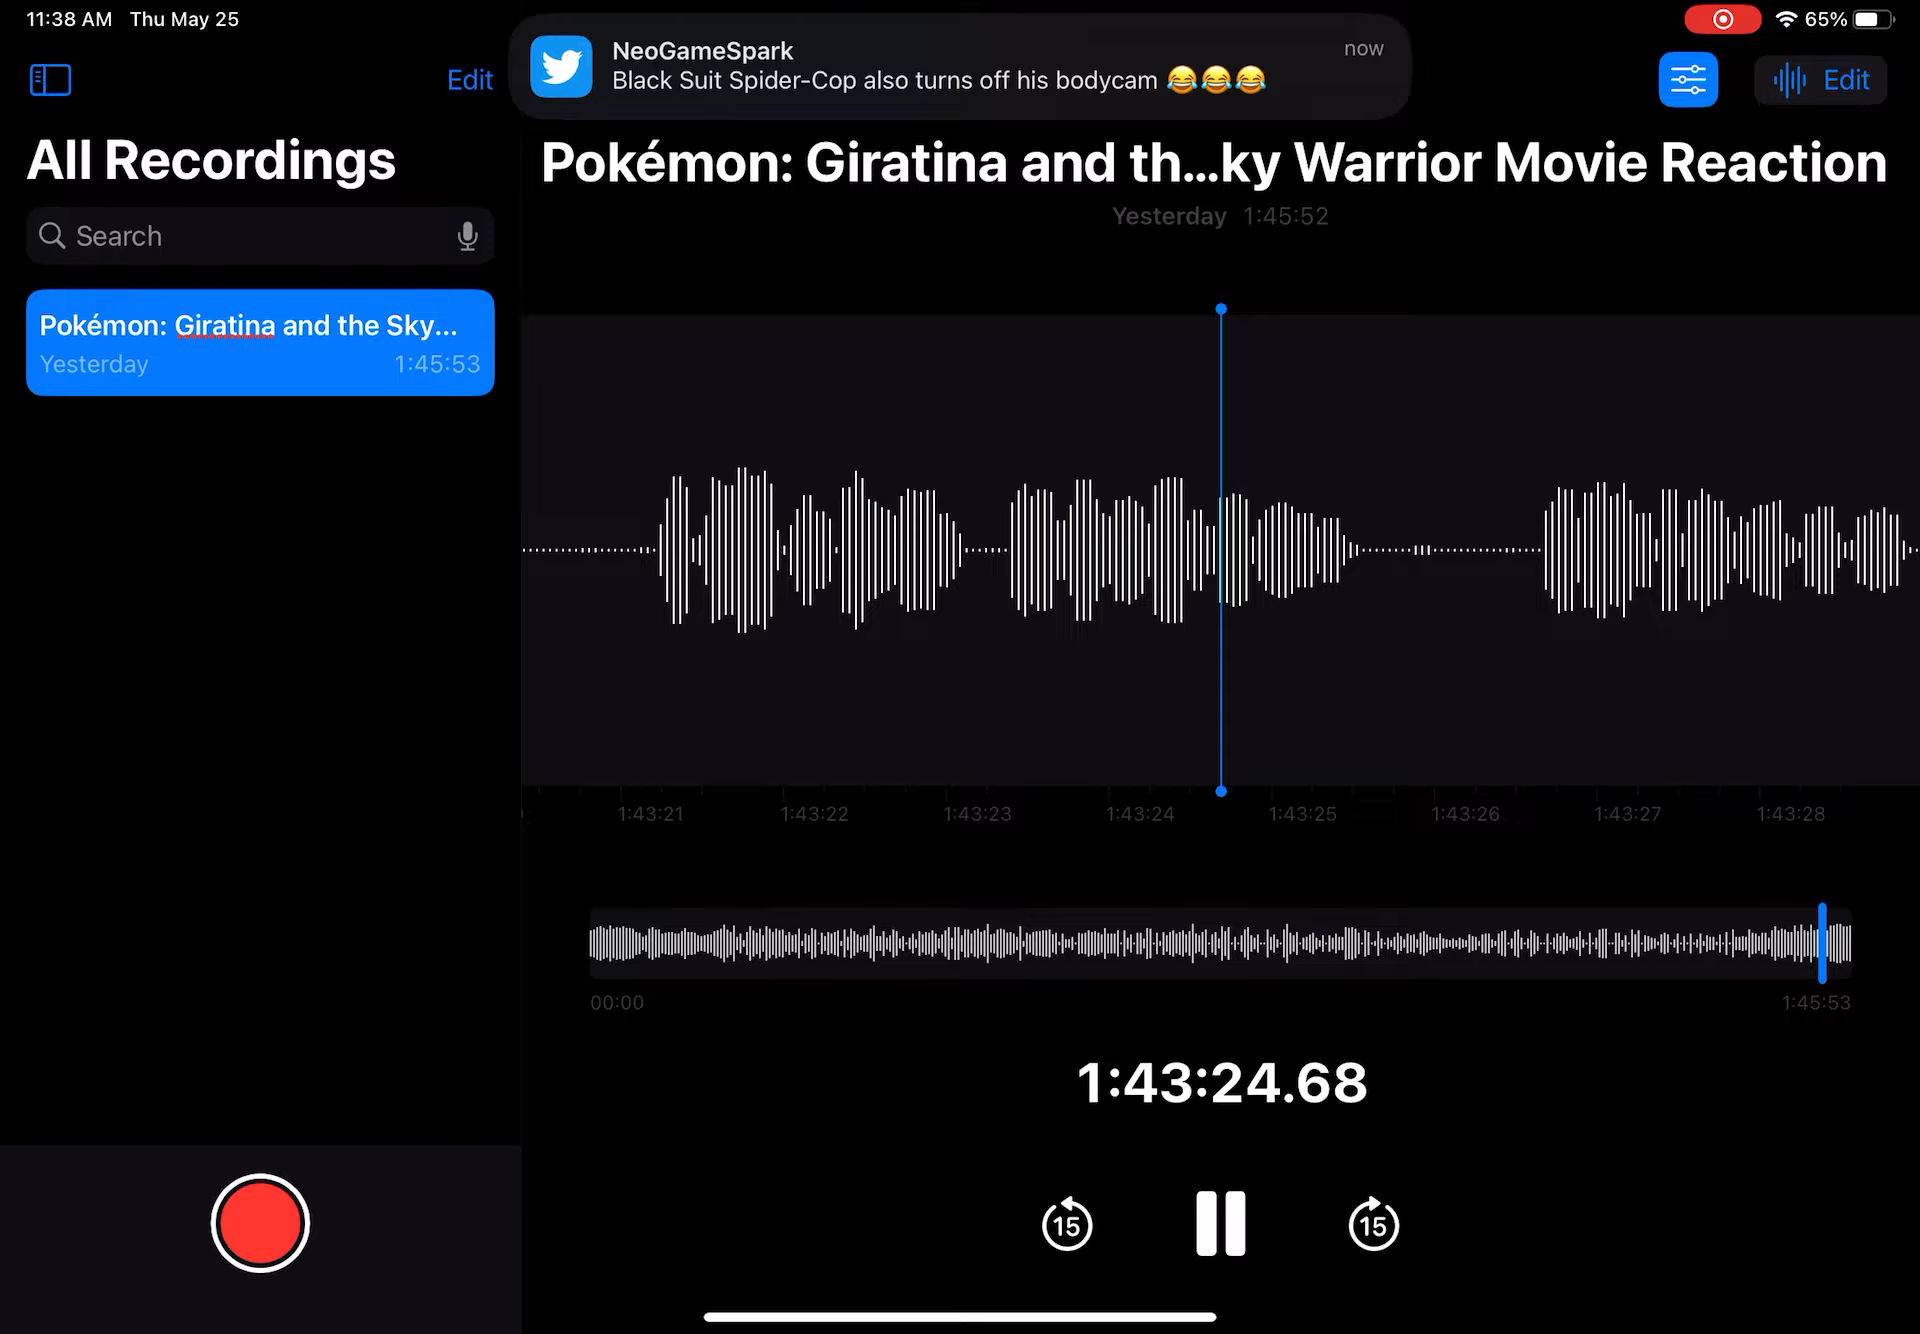 11:38 AM Thu May 25
65%
NeoGameSpark
now
Black Suit Spider-Cop also turns off his bodycam 😂😂😂
Edit
Edit
All Recordings
Pokémon: Giratina and th...ky Warrior Movie Reaction
Yesterday 1:45:52
Search
Pokémon: Giratina and the Sky...
Yesterday 1:45:53
1:43:21 1:43:22 1:43:23 1:43:24 1:43:25 1:43:26 1:43:27 1:43:28
00:00 1:45:53
1:43:24.68
15 15